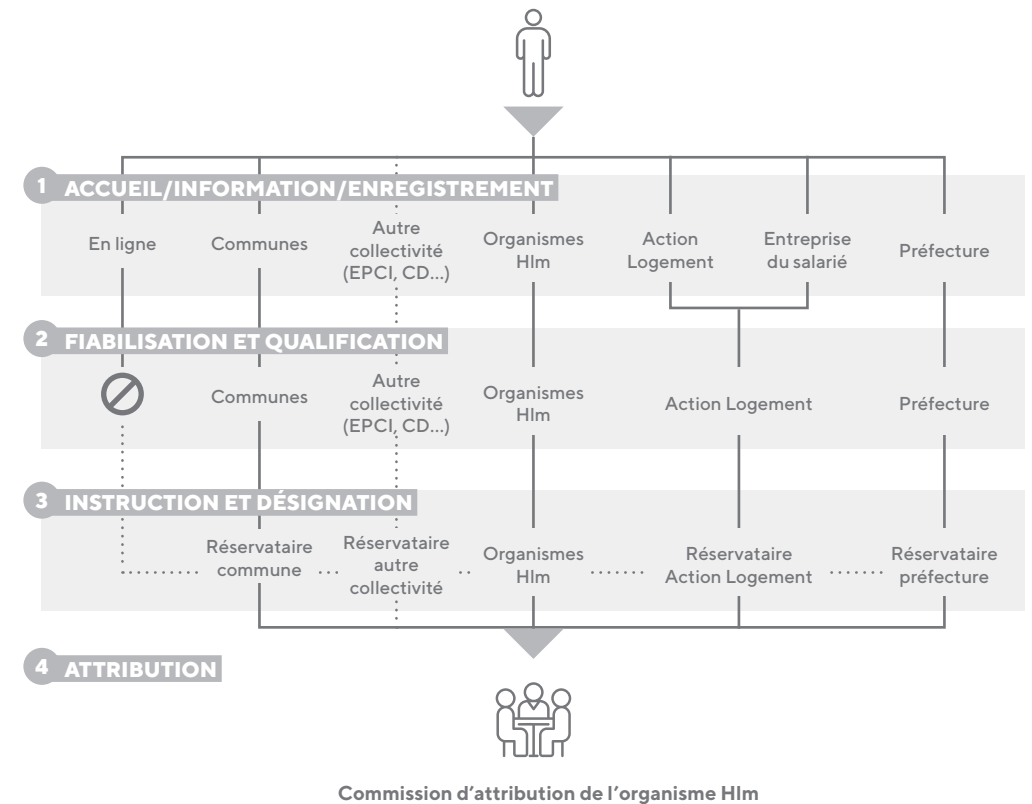 1 ACCUEIL/INFORMATION/ENREGISTREMENT
En ligne
Communes
Autre
collectivité
(EPCI, CD...)
Organismes
Hlm
Action
Logement
Entreprise
du salarié
Préfecture
2 FIABILISATION ET QUALIFICATION
Communes
Autre
collectivité
(EPCI, CD...)
Organismes
Hlm
Action Logement
Préfecture
3 INSTRUCTION ET DÉSIGNATION
Réservataire
commune
Réservataire
autre
collectivité
Organismes
Hlm
Réservataire
Action Logement
Réservataire
préfecture
4 ATTRIBUTION
Commission d'attribution de l'organisme Hlm